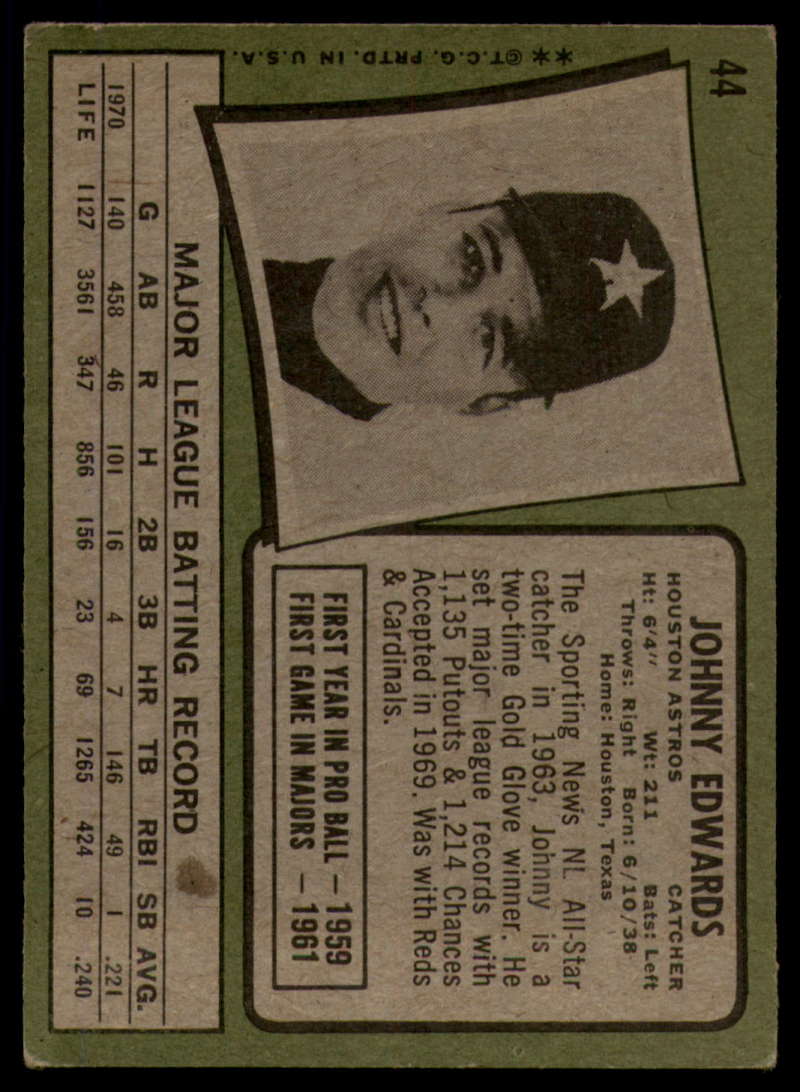 44
**©T.C.G. PRTD. IN U.S.A.
JOHNNY EDWARDS
HOUSTON ASTROS CATCHER
Ht: 6'4" Wt: 211 Bats: Left
Throws: Right Born: 6/10/38
Home: Houston, Texas
The Sporting News NL All-Star
catcher in 1963, Johnny is a
two-time Gold Glove winner. He
set major league records with
1,135 Putouts & 1,214 Chances
Accepted in 1969. Was with Reds
& Cardinals.
FIRST YEAR IN PRO BALL — 1959
FIRST GAME IN MAJORS — 1961
MAJOR LEAGUE BATTING RECORD
G AB R H 2B 3B HR TB RBI SB AVG.
1970 140 458 46 101 16 4 7 146 49 1 .221
LIFE 1127 3561 347 856 156 23 69 1265 424 10 .240